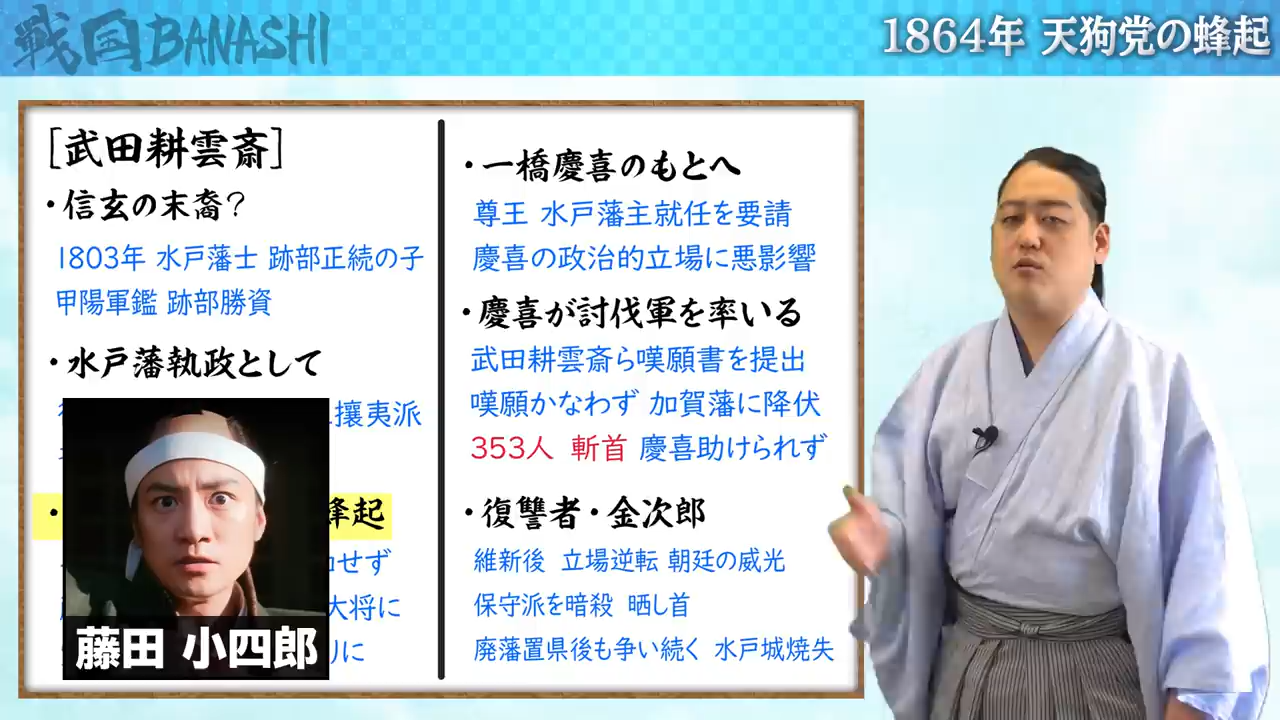 戦国BANASHI
1864年 天狗党の蜂起
[武田耕雲斎]
・信玄の末裔?
1803年 水戸藩士 跡部正続の子
甲陽軍鑑 跡部勝資
・水戸藩執政として
攘夷派
・
蜂起
せず
大将に
りに
藤田 小四郎
・一橋慶喜のもとへ
尊王 水戸藩主就任を要請
慶喜の政治的立場に悪影響
・慶喜が討伐軍を率いる
武田耕雲斎ら嘆願書を提出
嘆願かなわず 加賀藩に降伏
353人 斬首 慶喜助けられず
・復讐者・金次郎
維新後 立場逆転 朝廷の威光
保守派を暗殺 晒し首
廃藩置県後も争い続く 水戸城焼失